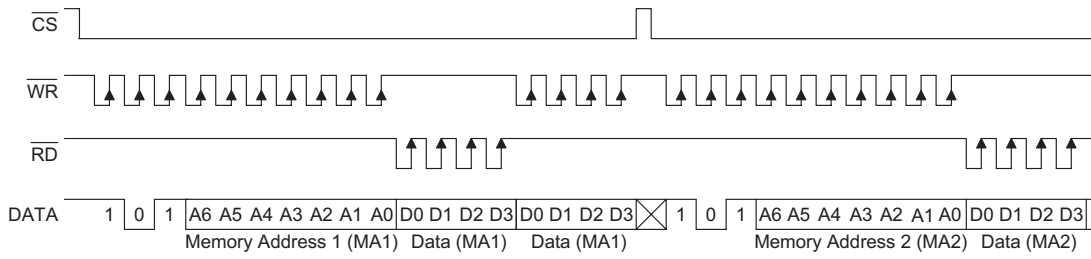 CS
WR
RD
DATA 1 0 1 A6 A5 A4 A3 A2 A1 A0 D0 D1 D2 D3 D0 D1 D2 D3 1 0 1 A6 A5 A4 A3 A2 A1 A0 D0 D1 D2 D3
Memory Address 1 (MA1) Data (MA1) Data (MA1) Memory Address 2 (MA2) Data (MA2)